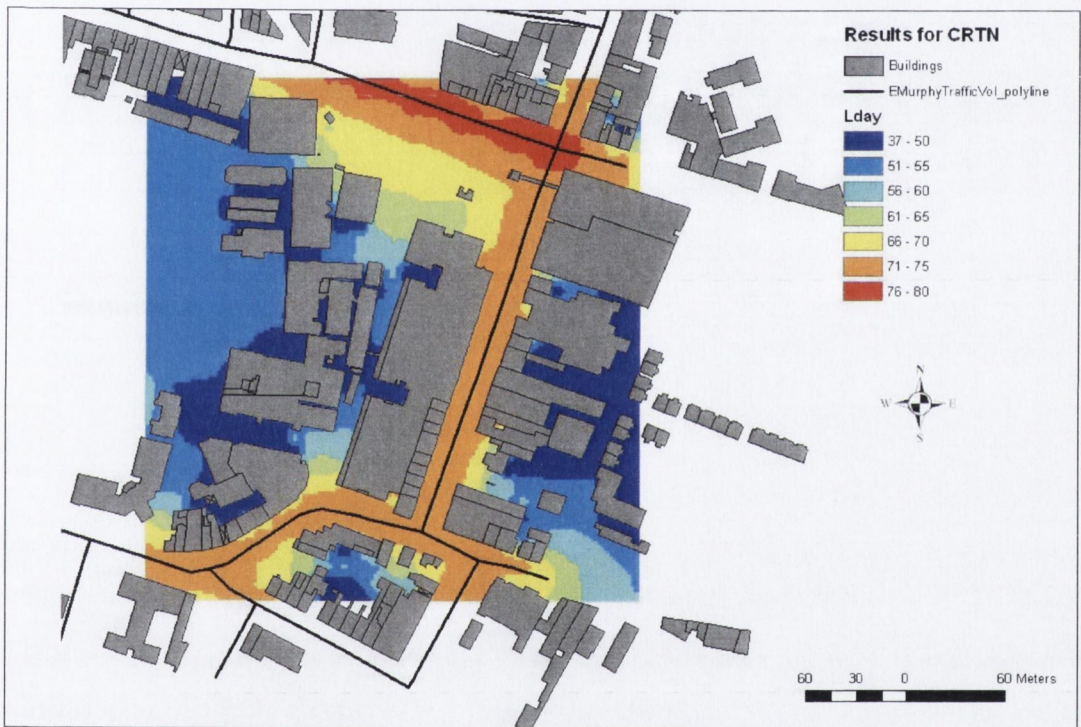 Results for CRTN
Buildings
EMurphyTrafficVol_polyline
Lday
37 - 50
51 - 55
56 - 60
61 - 65
66 - 70
71 - 75
76 - 80
N
W E
S
60 30 0 60 Meters